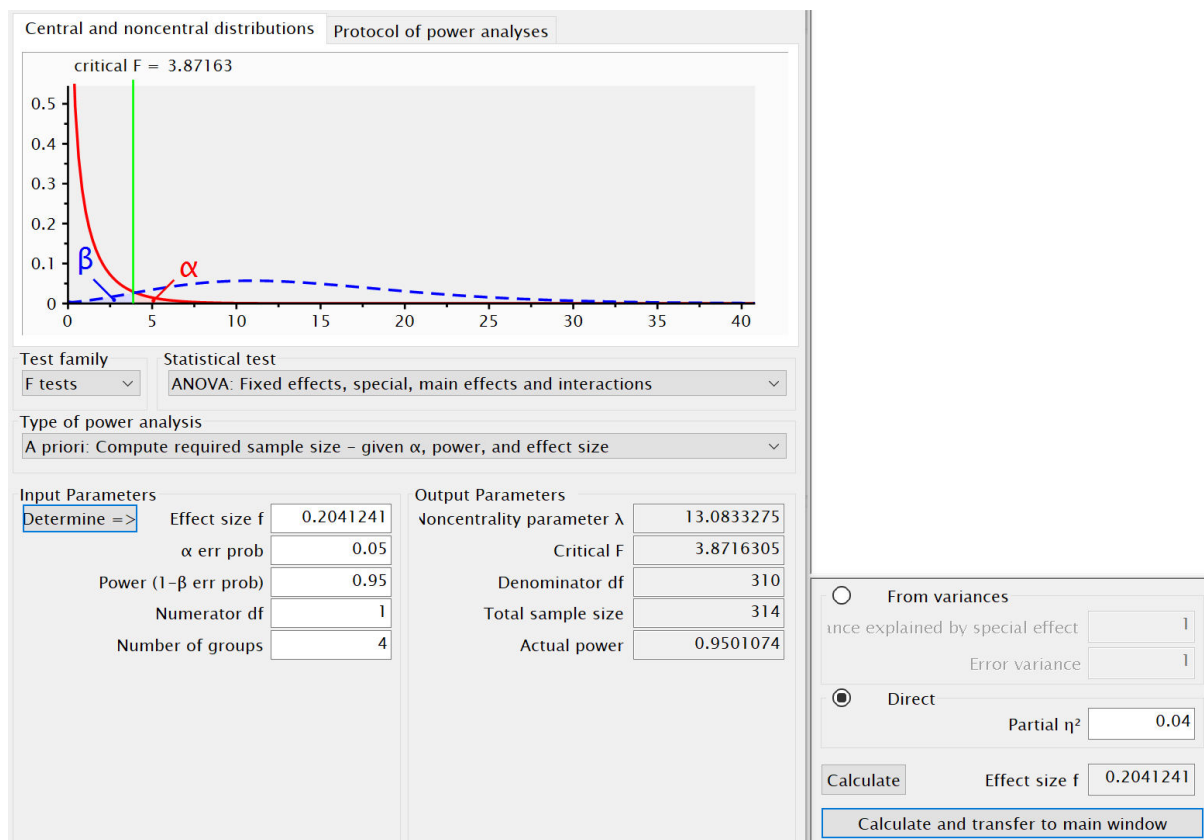 Central and noncentral distributions
Protocol of power analyses
critical F = 3.87163
0.5
0.4
0.3
0.2
0.1
0
β
α
0 5 10 15 20 25 30 35 40
Test family
Statistical test
F tests
ANOVA: Fixed effects, special, main effects and interactions
Type of power analysis
A priori: Compute required sample size – given α, power, and effect size
Input Parameters
Determine =>
Effect size f 0.2041241
α err prob 0.05
Power (1-β err prob) 0.95
Numerator df 1
Number of groups 4
Output Parameters
Noncentrality parameter λ 13.0833275
Critical F 3.8716305
Denominator df 310
Total sample size 314
Actual power 0.9501074
From variances
ance explained by special effect 1
Error variance 1
Direct
Partial η² 0.04
Calculate
Effect size f 0.2041241
Calculate and transfer to main window